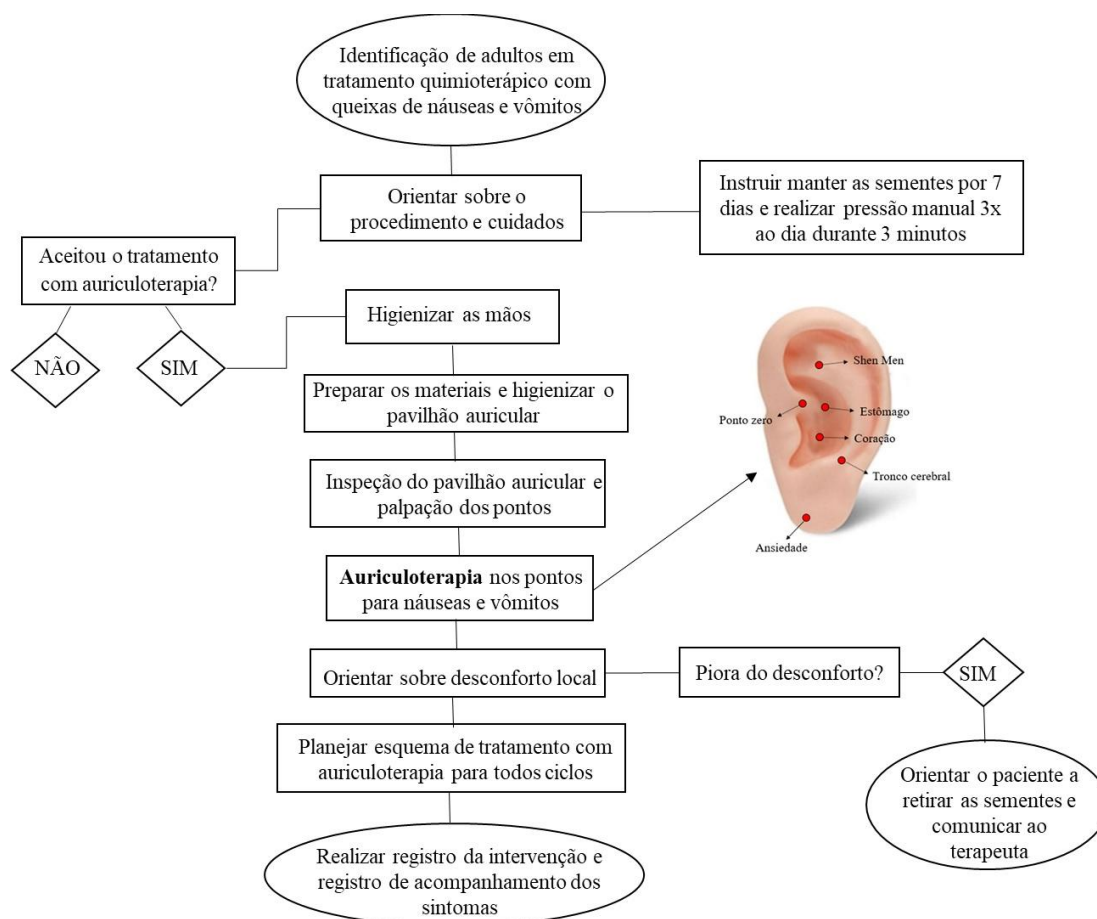 Identificação de adultos em
tratamento quimioterápico com
queixas de náuseas e vômitos
Orientar sobre o
procedimento e cuidados
Instruir manter as sementes por 7
dias e realizar pressão manual 3x
ao dia durante 3 minutos
Aceitou o tratamento
com auriculoterapia?
NÃO
SIM
Higienizar as mãos
Preparar os materiais e higienizar o
pavilhão auricular
Inspeção do pavilhão auricular e
palpação dos pontos
Auriculoterapia nos pontos
para náuseas e vômitos
Shen Men
Ponto zero
Estômago
Coração
Tronco cerebral
Ansiedade
Orientar sobre desconforto local
Piora do desconforto?
SIM
Orientar o paciente a
retirar as sementes e
comunicar ao
terapeuta
Planejar esquema de tratamento com
auriculoterapia para todos ciclos
Realizar registro da intervenção e
registro de acompanhamento dos
sintomas